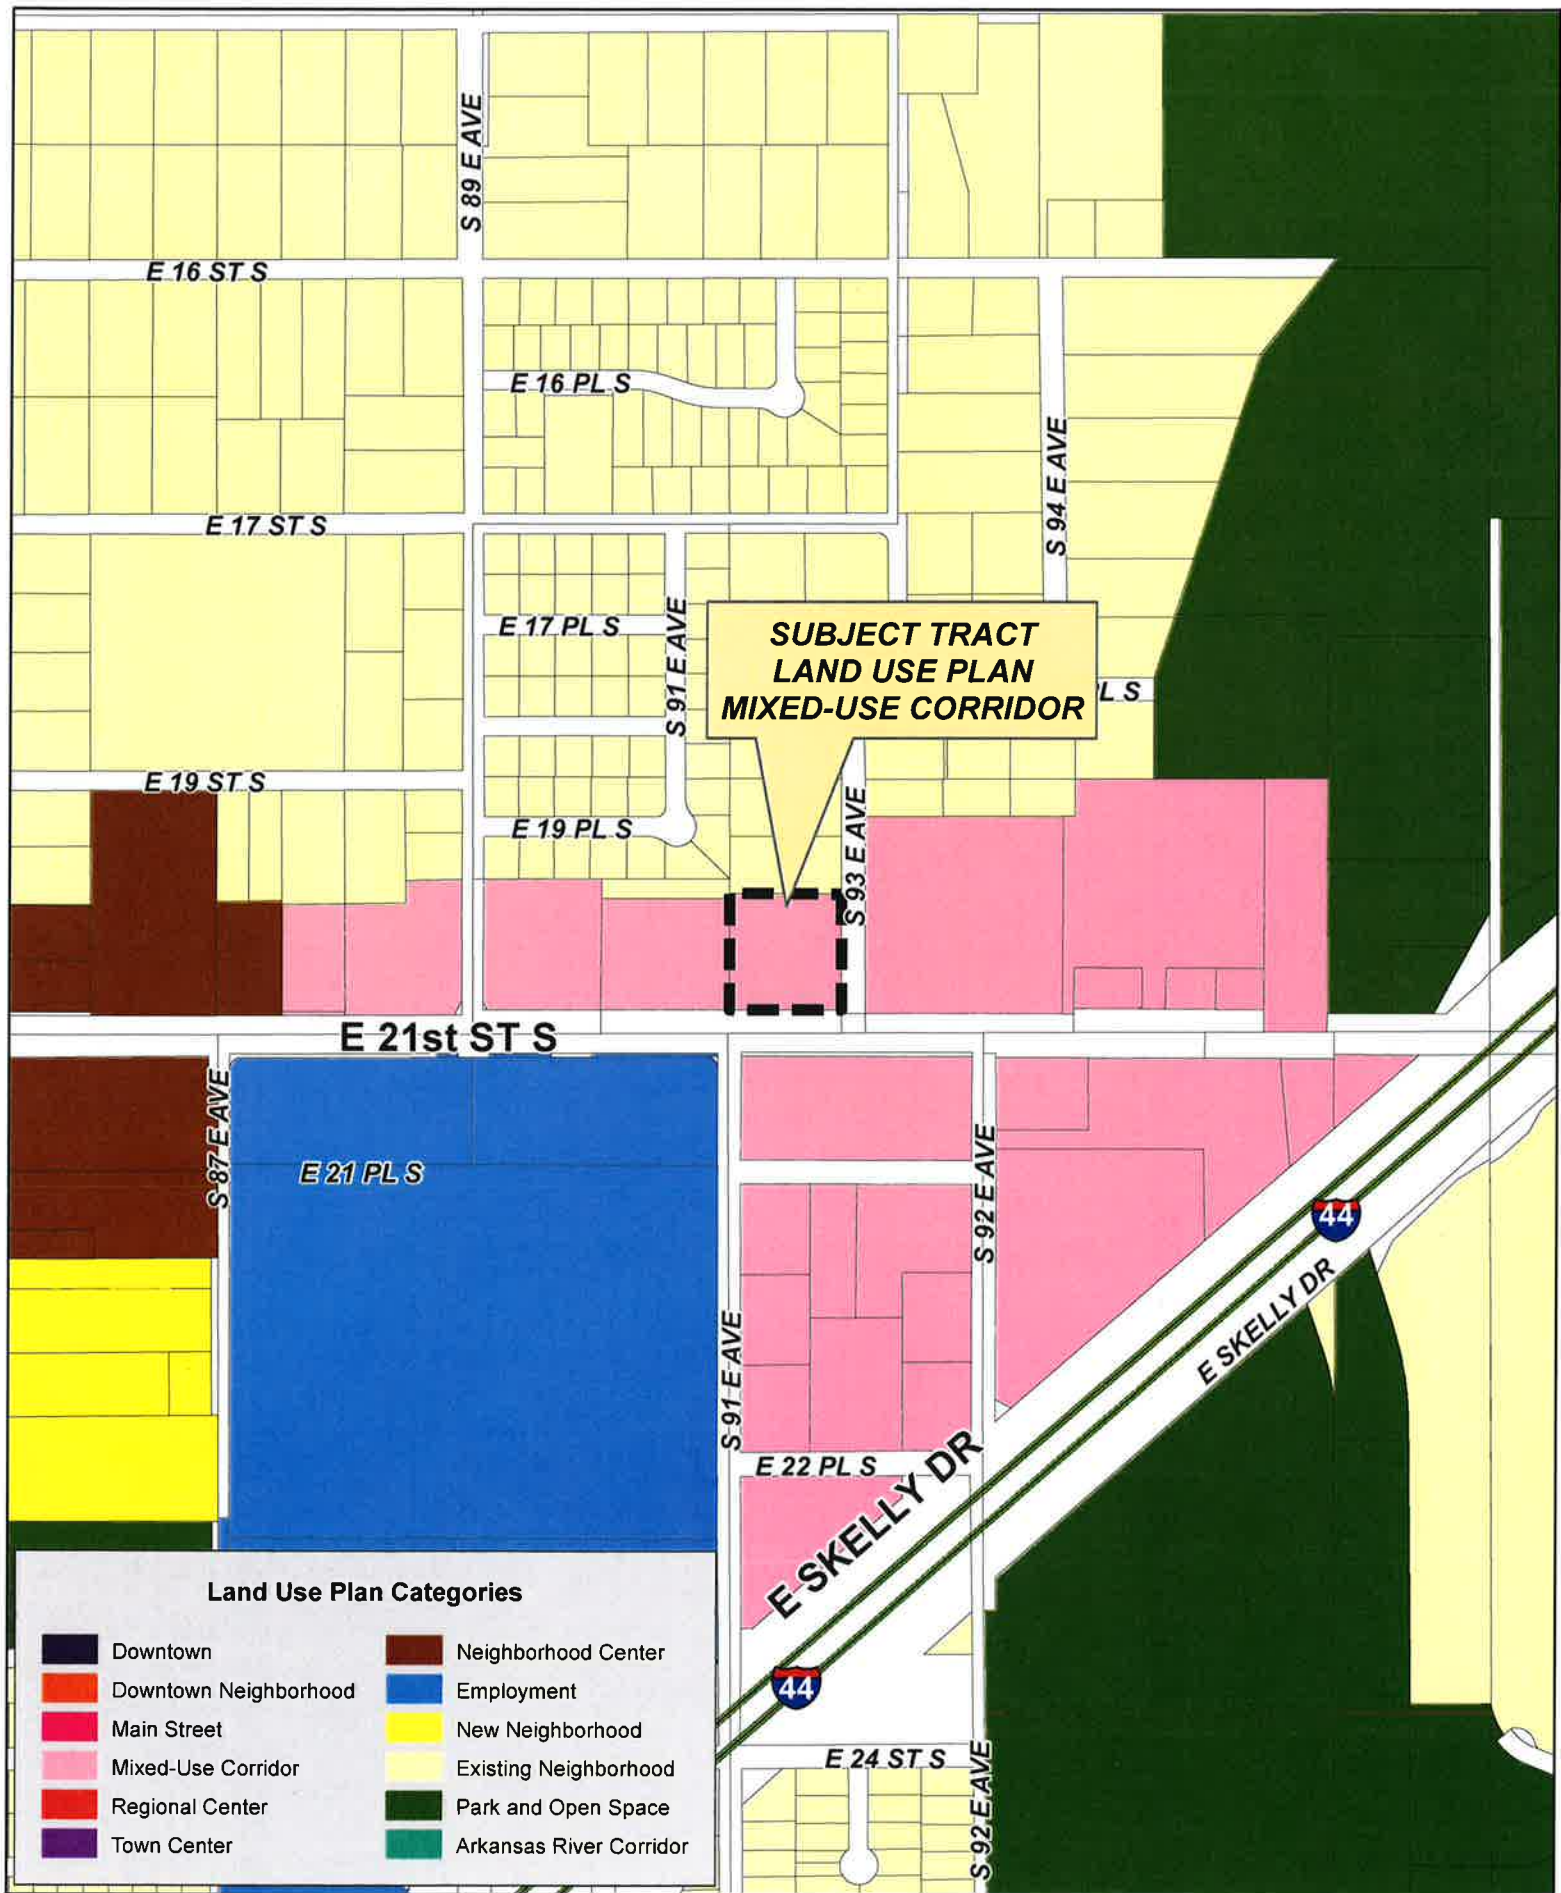 S 89 E AVE
E 16 ST S
E 16 PL S
S 94 E AVE
E 17 ST S
E 17 PL S
S 91 E AVE
SUBJECT TRACT
LAND USE PLAN
MIXED-USE CORRIDOR
PL S
E 19 ST S
E 19 PL S
S 93 E AVE
E 21st ST S
S 87 E AVE
E 21 PL S
S 92 E AVE
44
E SKELLY DR
S 91 E AVE
E 22 PL S
E SKELLY DR
44
E 24 ST S
S 92 E AVE
Land Use Plan Categories
Downtown
Downtown Neighborhood
Main Street
Mixed-Use Corridor
Regional Center
Town Center
Neighborhood Center
Employment
New Neighborhood
Existing Neighborhood
Park and Open Space
Arkansas River Corridor